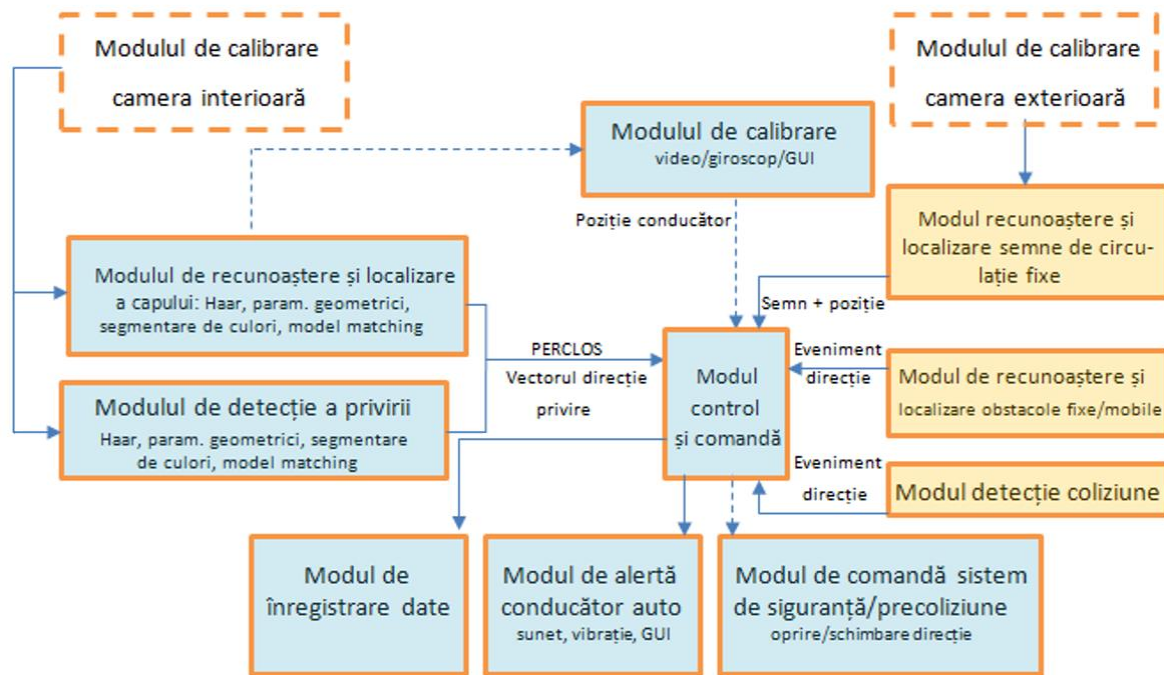 Modulul de calibrare
camera interioară
Modulul de calibrare
camera exterioară
Modulul de calibrare
video/giroscop/GUI
Poziție conducător
Modul recunoaștere și
localizare semne de circu-
lație fixe
Modulul de recunoaștere și localizare
a capului: Haar, param. geometrici,
segmentare de culori, model matching
Semn + poziție
PERCLOS
Vectorul direcție
privire
Modul
control
și comandă
Eveniment
direcție
Modul de recunoaștere și
localizare obstacole fixe/mobile
Modulul de detecție a privirii
Haar, param. geometrici, segmentare
de culori, model matching
Eveniment
direcție
Modul detecție coliziune
Modul de
înregistrare date
Modul de alertă
conducător auto
sunet, vibrație, GUI
Modul de comandă sistem
de siguranță/precoliziune
oprire/schimbare direcție